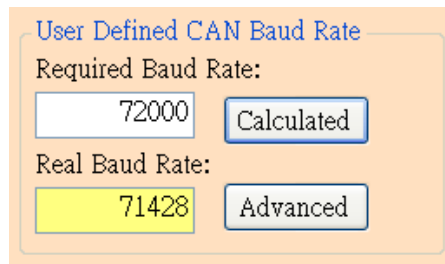 User Defined CAN Baud Rate
Required Baud Rate:
72000 Calculated
Real Baud Rate:
71428 Advanced